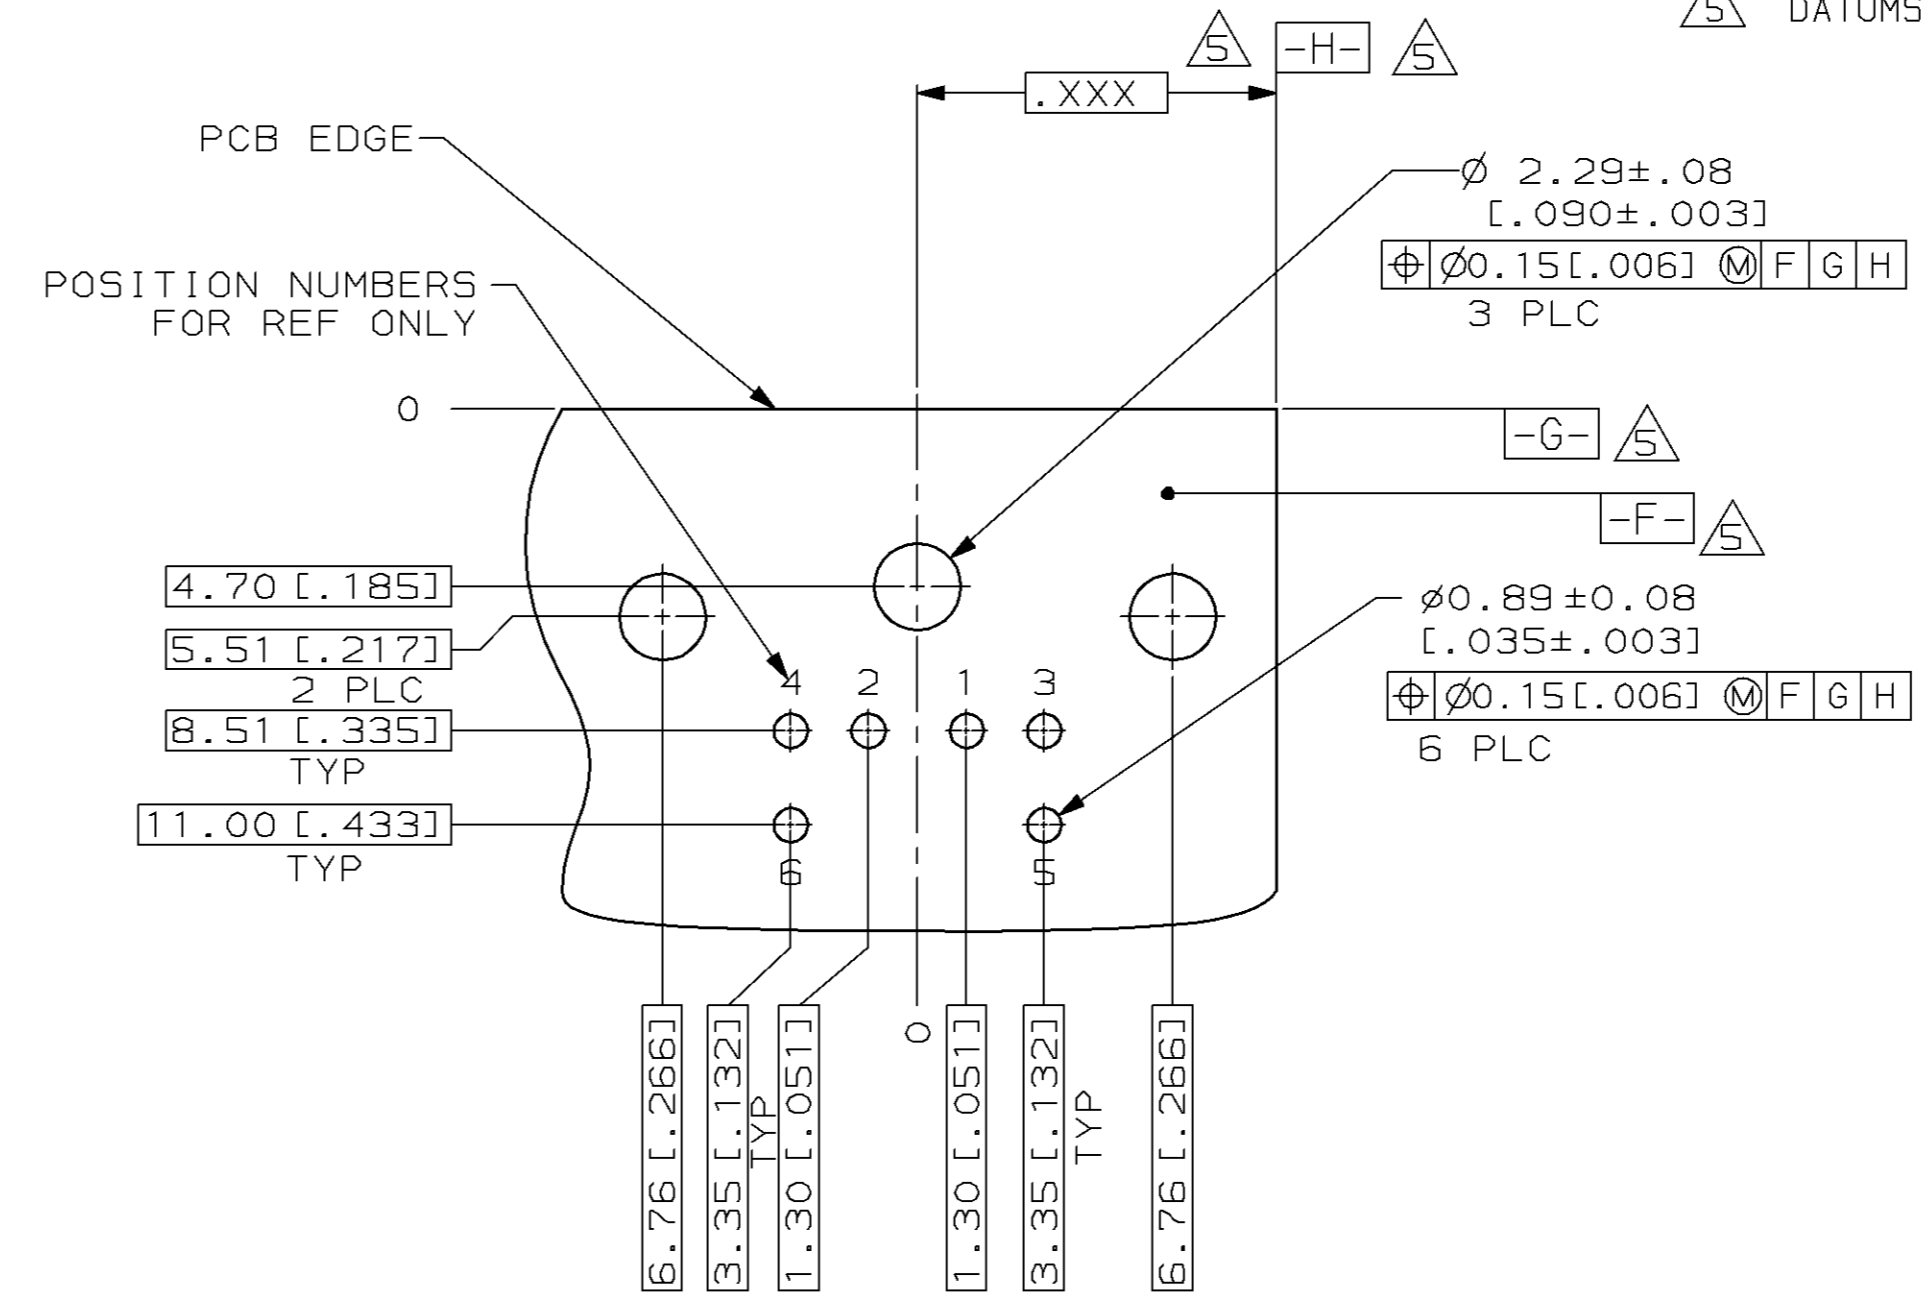 5 DATUMS
5 -H- 5
.XXX
PCB EDGE
Ø 2.29±.08
[.090±.003]
⌖ Ø0.15[.006] Ⓜ F G H
3 PLC
POSITION NUMBERS
FOR REF ONLY
0
-G- 5
-F- 5
4.70 [.185]
5.51 [.217]
2 PLC
8.51 [.335]
TYP
11.00 [.433]
TYP
4 2 1 3
6 5
ø0.89±0.08
[.035±.003]
⌖ Ø0.15[.006] Ⓜ F G H
6 PLC
6.76 [.266]
3.35 [.132]
TYP
1.30 [.051]
0
1.30 [.051]
3.35 [.132]
TYP
6.76 [.266]